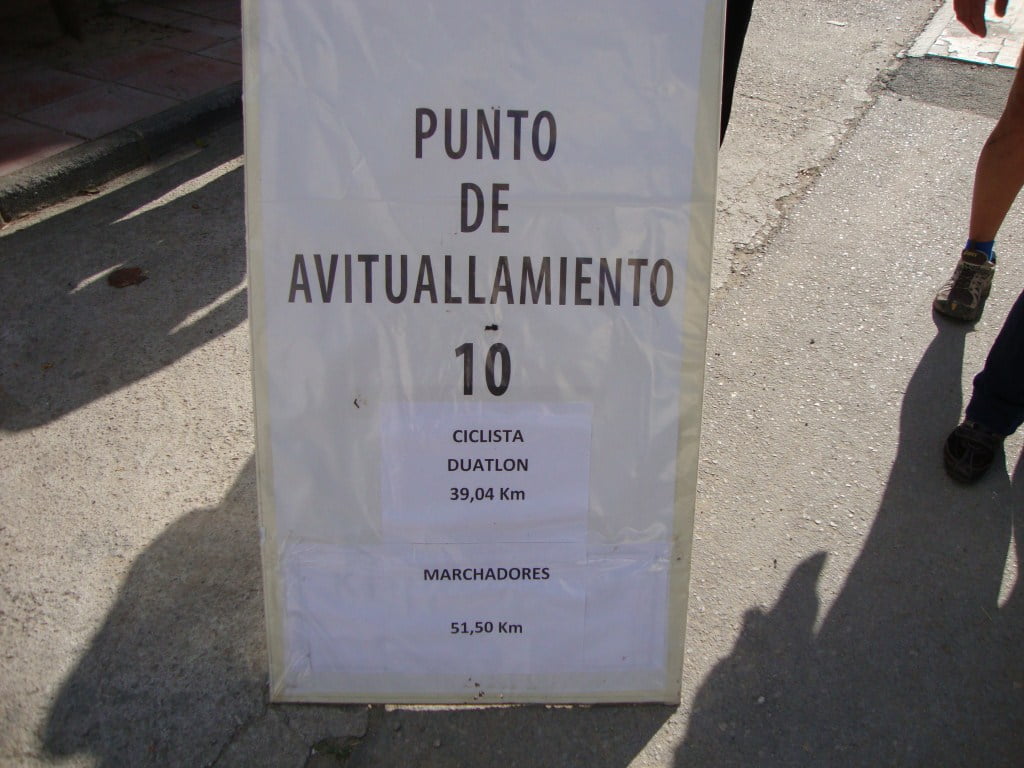 PUNTO
DE
AVITUALLAMIENTO
10
CICLISTA
DUATLON
39,04 Km
MARCHADORES
51,50 Km